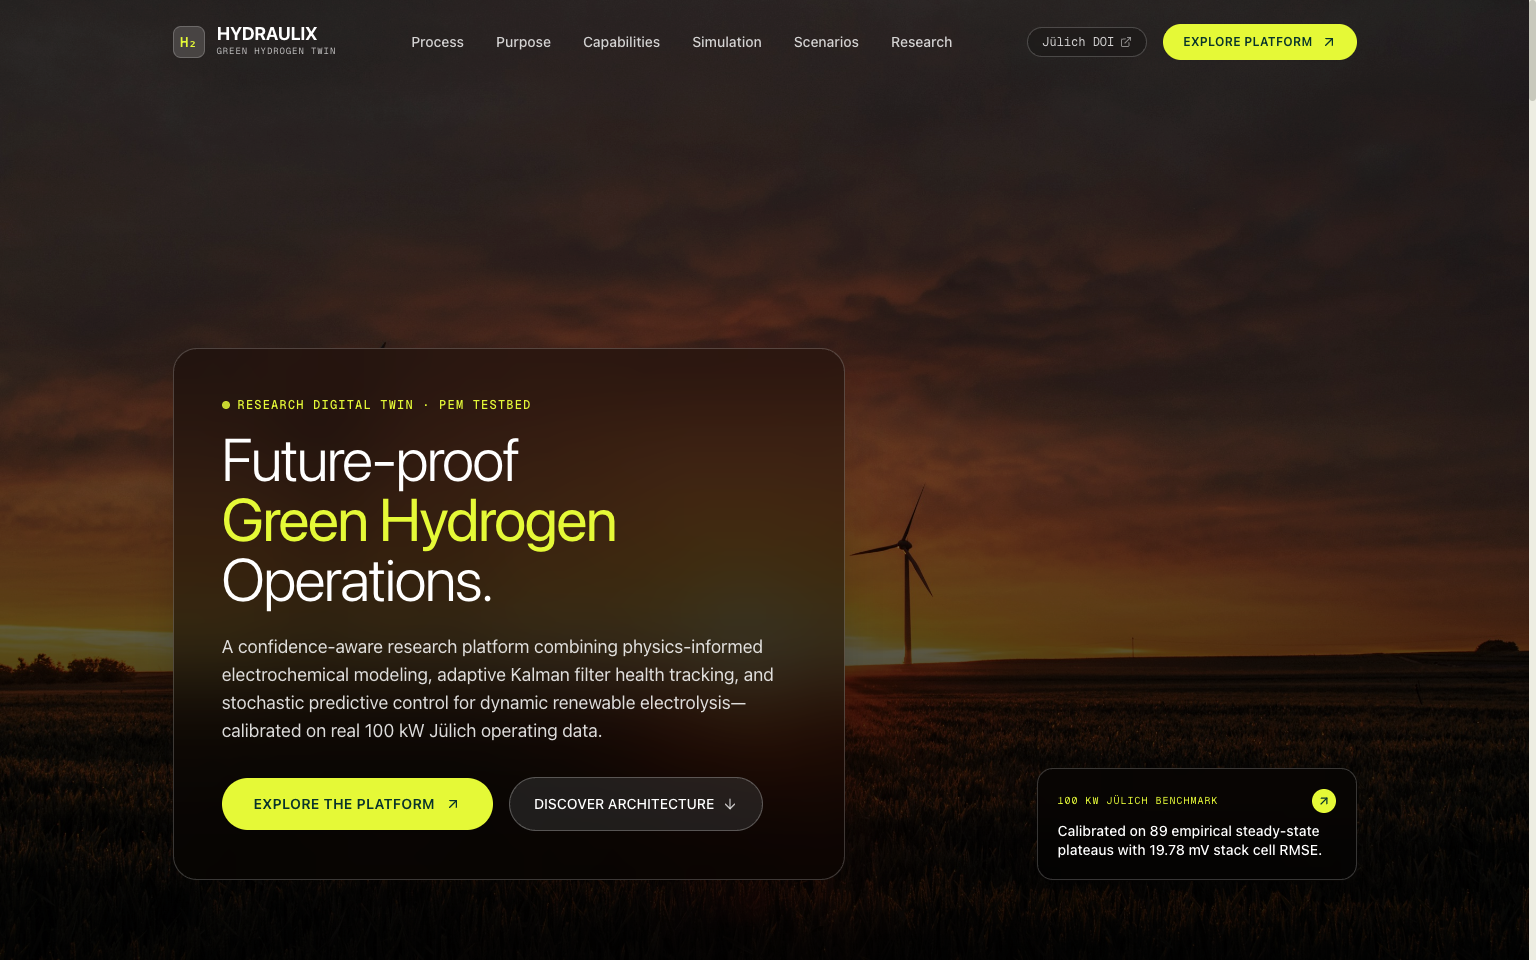 H₂
HYDRAULIX
GREEN HYDROGEN TWIN
Process
Purpose
Capabilities
Simulation
Scenarios
Research
Jülich DOI
EXPLORE PLATFORM
RESEARCH DIGITAL TWIN · PEM TESTBED
Future-proof
Green Hydrogen
Operations.
A confidence-aware research platform combining physics-informed
electrochemical modeling, adaptive Kalman filter health tracking, and
stochastic predictive control for dynamic renewable electrolysis—
calibrated on real 100 kW Jülich operating data.
EXPLORE THE PLATFORM
DISCOVER ARCHITECTURE
100 KW JÜLICH BENCHMARK
Calibrated on 89 empirical steady-state
plateaus with 19.78 mV stack cell RMSE.